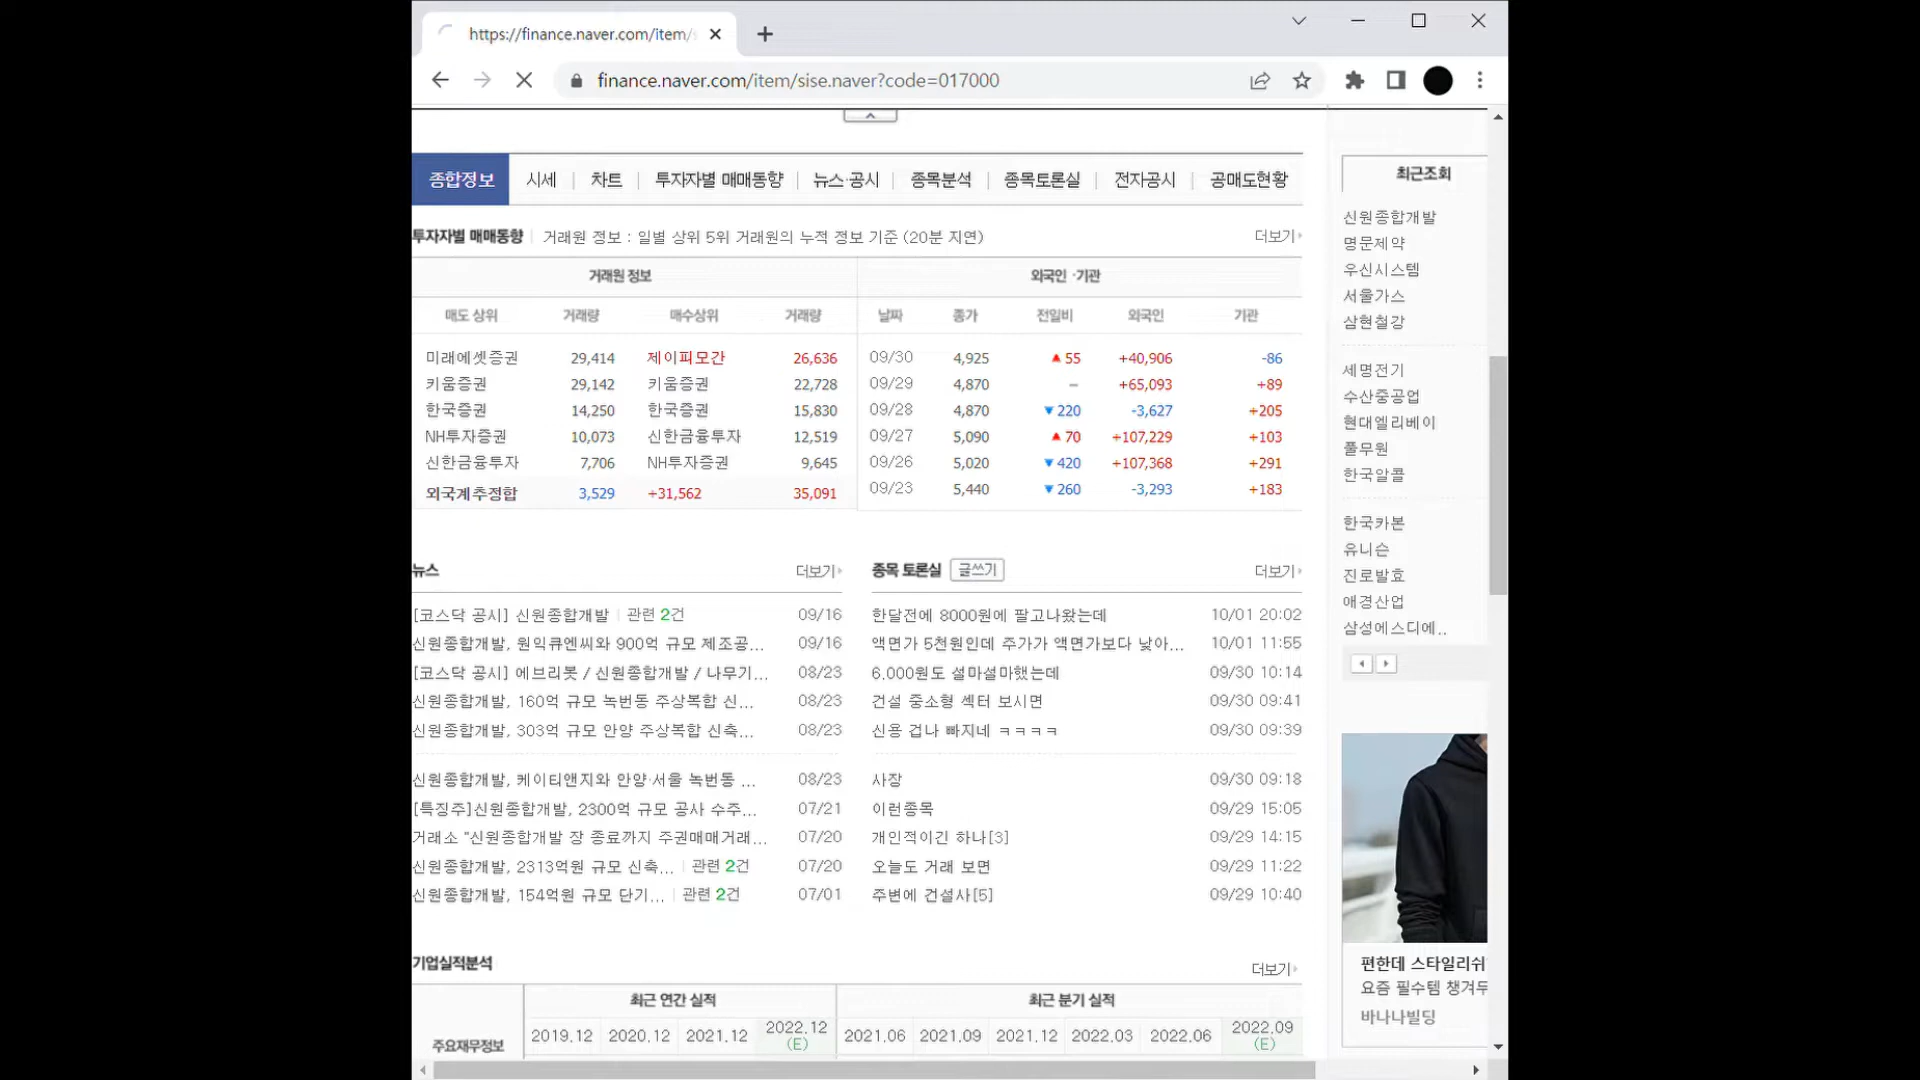 https://finance.naver.com/item/
finance.naver.com/item/sise.naver?code=017000
종합정보 시세 차트 투자자별 매매동향 뉴스·공시 종목분석 종목토론실 전자공시 공매도현황
투자자별 매매동향 거래원 정보 : 일별 상위 5위 거래원의 누적 정보 기준 (20분 지연) 더보기
거래원 정보 외국인·기관
매도 상위 거래량 매수상위 거래량 날짜 종가 전일비 외국인 기관
미래에셋증권 29,414 제이피모간 26,636 09/30 4,925 ▲ 55 +40,906 -86
키움증권 29,142 키움증권 22,728 09/29 4,870 – +65,093 +89
한국증권 14,250 한국증권 15,830 09/28 4,870 ▼ 220 -3,627 +205
NH투자증권 10,073 신한금융투자 12,519 09/27 5,090 ▲ 70 +107,229 +103
신한금융투자 7,706 NH투자증권 9,645 09/26 5,020 ▼ 420 +107,368 +291
외국계추정합 3,529 +31,562 35,091 09/23 5,440 ▼ 260 -3,293 +183
뉴스 더보기
[코스닥 공시] 신원종합개발 관련 2건 09/16
신원종합개발, 원익큐엔씨와 900억 규모 제조공... 09/16
[코스닥 공시] 에브리봇 / 신원종합개발 / 나무기... 08/23
신원종합개발, 160억 규모 녹번동 주상복합 신... 08/23
신원종합개발, 303억 규모 안양 주상복합 신축... 08/23
신원종합개발, 케이티앤지와 안양·서울 녹번동 ... 08/23
[특징주]신원종합개발, 2300억 규모 공사 수주... 07/21
거래소 "신원종합개발 장 종료까지 주권매매거래... 07/20
신원종합개발, 2313억원 규모 신축... 관련 2건 07/20
신원종합개발, 154억원 규모 단기... 관련 2건 07/01
종목 토론실 글쓰기 더보기
한달전에 8000원에 팔고나왔는데 10/01 20:02
액면가 5천원인데 주가가 액면가보다 낮아... 10/01 11:55
6.000원도 설마설마했는데 09/30 10:14
건설 중소형 섹터 보시면 09/30 09:41
신용 겁나 빠지네 ㅋㅋㅋㅋ 09/30 09:39
사장 09/30 09:18
이런종목 09/29 15:05
개인적이긴 하나[3] 09/29 14:15
오늘도 거래 보면 09/29 11:22
주변에 건설사[5] 09/29 10:40
기업실적분석 더보기
주요재무정보 최근 연간 실적 최근 분기 실적
2019.12 2020.12 2021.12 2022.12 (E) 2021.06 2021.09 2021.12 2022.03 2022.06 2022.09 (E)
최근조회
신원종합개발
명문제약
우신시스템
서울가스
삼현철강
세명전기
수산중공업
현대엘리베이
풀무원
한국알콜
한국카본
유니슨
진로발효
애경산업
삼성에스디에..
편한데 스타일리쉬
요즘 필수템 챙겨두
바나나빌딩